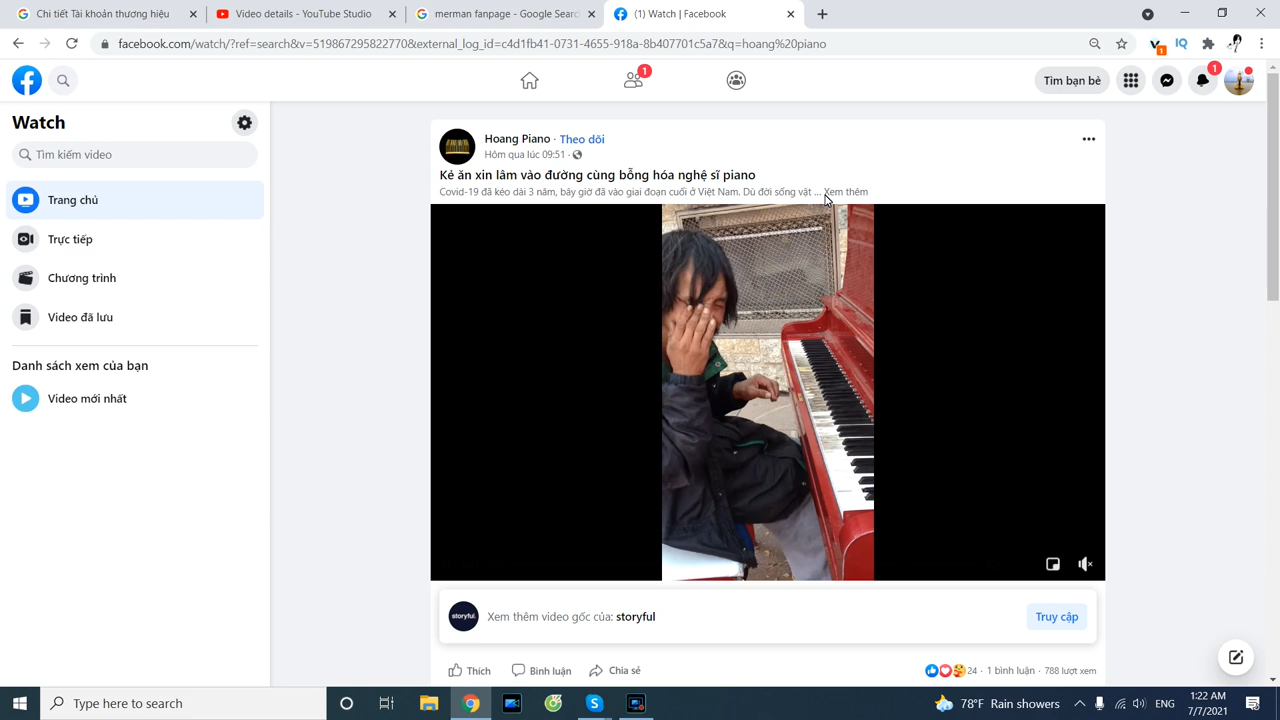 Chi tiết Tài khoản thương hiệu
Video details - YouTube Studio
merman fanpage - Google Searc
(1) Watch | Facebook
facebook.com/watch/?ref=search&v=519867295822770&external_log_id=c4d1fb41-0731-4655-918a-8b407701c5a7&q=hoang%20piano
1
IQ
1
Tìm bạn bè
1
Watch
Tìm kiếm video
Trang chủ
Trực tiếp
Chương trình
Video đã lưu
Danh sách xem của bạn
Video mới nhất
Hoang Piano · Theo dõi
Hôm qua lúc 09:51 ·
Kẻ ăn xin lâm vào đường cùng bỗng hóa nghệ sĩ piano
Covid-19 đã kéo dài 3 năm, bây giờ đã vào giai đoạn cuối ở Việt Nam. Dù đời sống vật ... Xem thêm
storyful.
Xem thêm video gốc của: storyful
Truy cập
Thích
Bình luận
Chia sẻ
24 · 1 bình luận · 788 lượt xem
Type here to search
78°F Rain showers
ENG
1:22 AM
7/7/2021